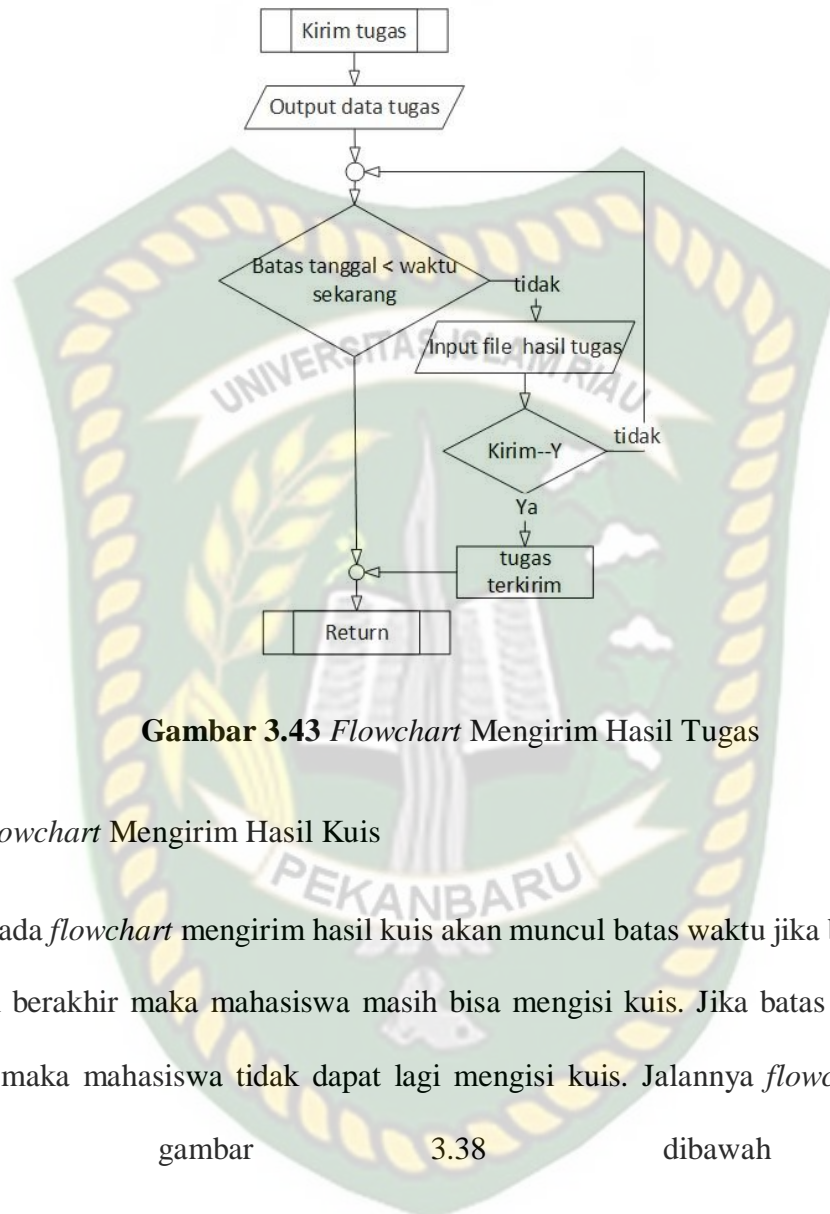 Kirim tugas
Output data tugas
Batas tanggal < waktu
sekarang
tidak
Input file hasil tugas
Kirim--Y
tidak
Ya
tugas
terkirim
Return
UNIVERSITAS ISLAM RIAU
Gambar 3.43 Flowchart Mengirim Hasil Tugas
owchart Mengirim Hasil Kuis
PEKANBARU
ada flowchart mengirim hasil kuis akan muncul batas waktu jika b
berakhir maka mahasiswa masih bisa mengisi kuis. Jika batas
maka mahasiswa tidak dapat lagi mengisi kuis. Jalannya flowc
gambar 3.38 dibawah